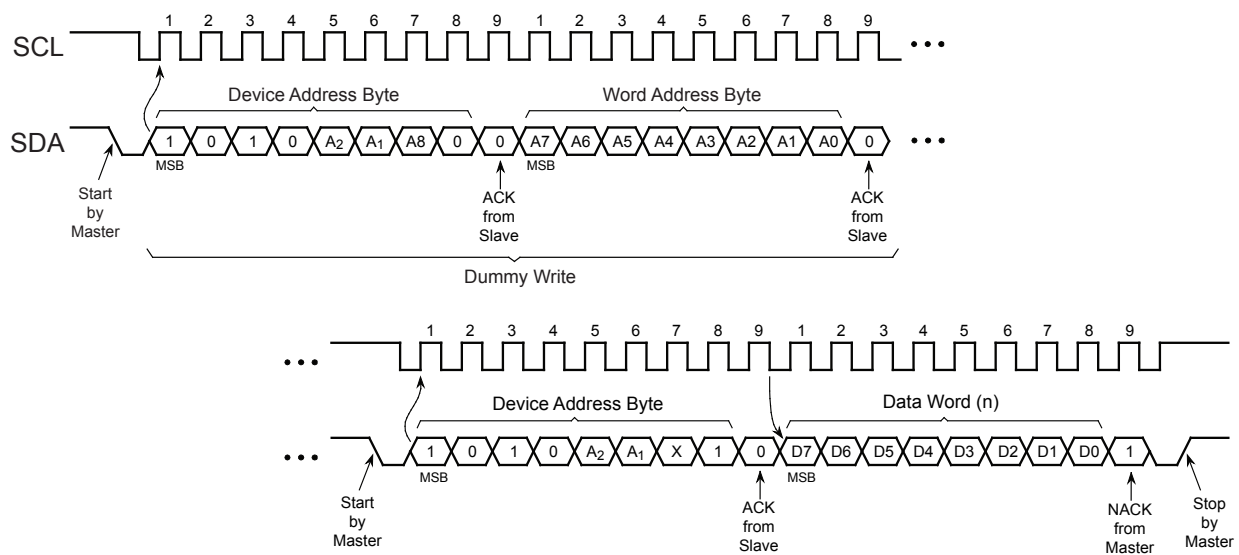 1 2 3 4 5 6 7 8 9 1 2 3 4 5 6 7 8 9
SCL •••
Device Address Byte Word Address Byte
SDA 1 0 1 0 A2 A1 A8 0 0 A7 A6 A5 A4 A3 A2 A1 A0 0 •••
MSB MSB
Start
by
Master
ACK
from
Slave
ACK
from
Slave
Dummy Write
1 2 3 4 5 6 7 8 9 1 2 3 4 5 6 7 8 9
•••
Device Address Byte Data Word (n)
••• 1 0 1 0 A2 A1 X 1 0 D7 D6 D5 D4 D3 D2 D1 D0 1
MSB MSB
Start
by
Master
ACK
from
Slave
NACK
from
Master
Stop
by
Master